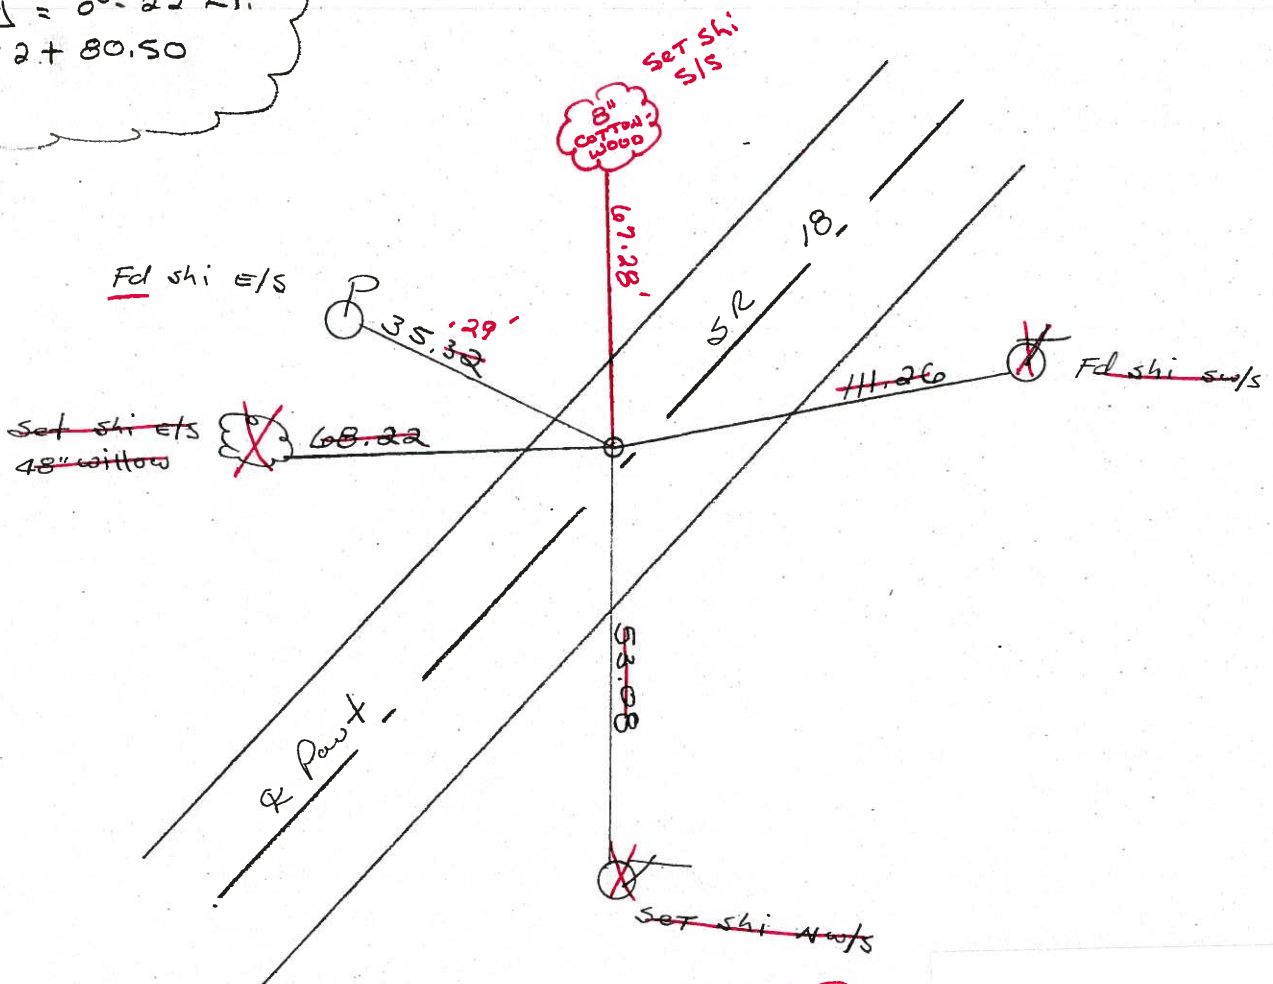 2 + 80.50
Set shi
S/S
8"
COTTON-
WOOD
67.28'
18
SR
Fd shi E/S
P
35.32
.29'
111.26
Fd shi SW/S
Set shi E/S
48" willow
68.22
53.08
℄ Pavt
Set shi NW/S